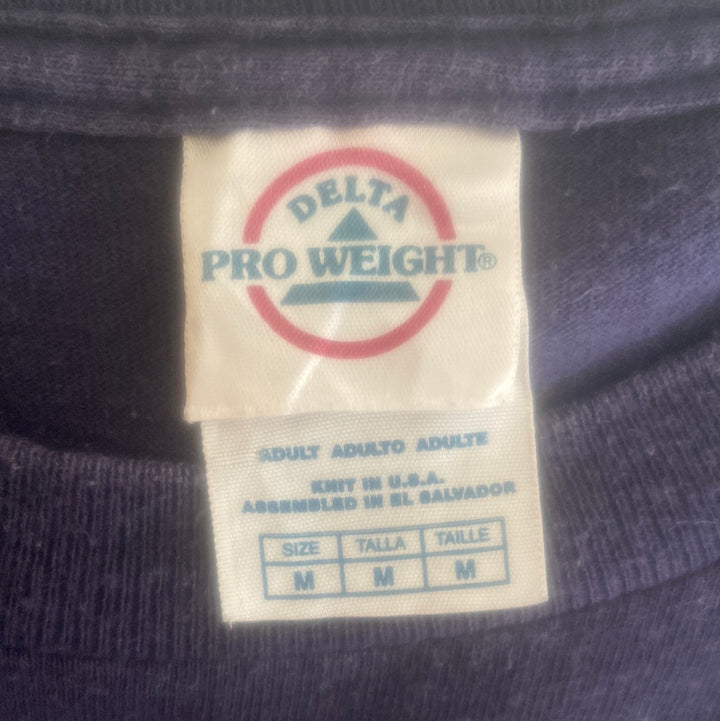 DELTA
PRO WEIGHT®
ADULT ADULTO ADULTE
KNIT IN U.S.A.
ASSEMBLED IN EL SALVADOR
SIZE TALLA TAILLE
M M M